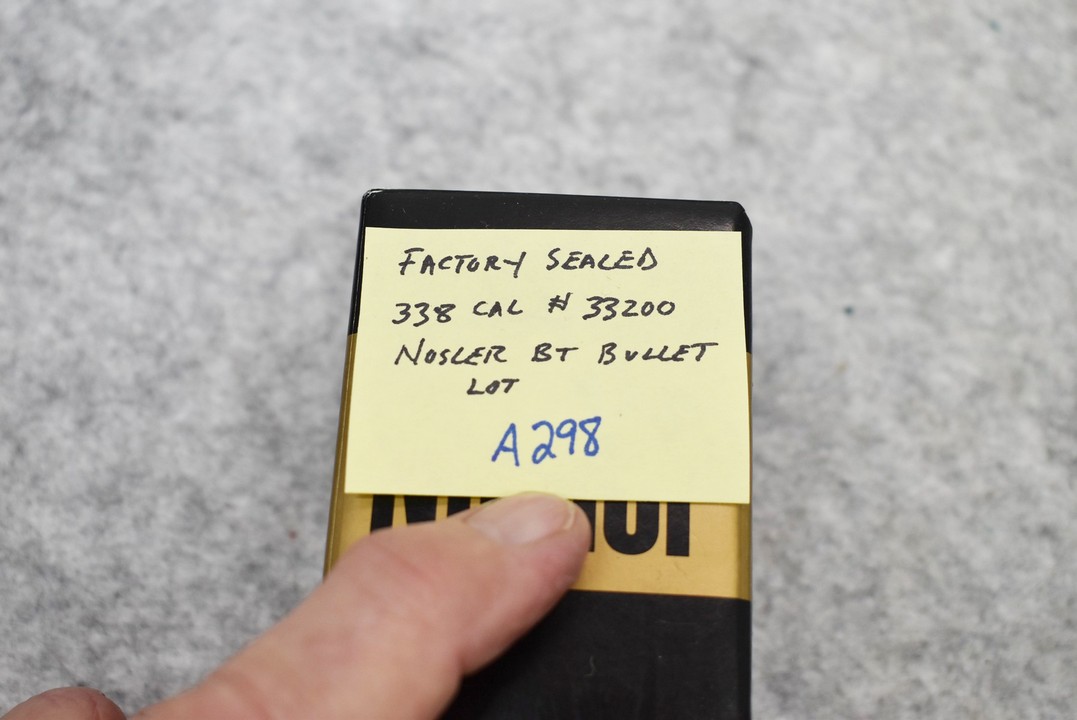 FACTORY SEALED
338 CAL # 33200
NOSLER BT BULLET
LOT
A298